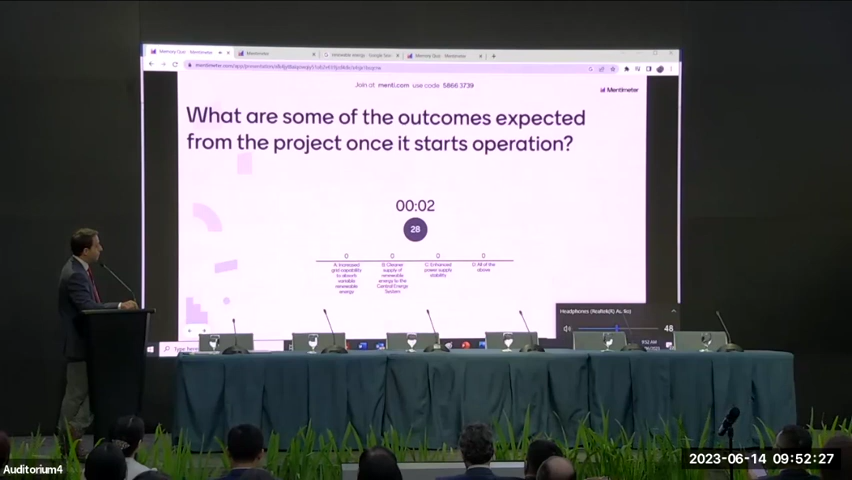 Mentimeter
Join at menti.com use code 5866 3739
Mentimeter
What are some of the outcomes expected
from the project once it starts operation?
00:02
28
0
0
0
0
A: Increased
grid capability
to absorb
variable
renewable
energy
B: Cleaner
supply of
renewable
energy to the
Central Energy
System
C: Enhanced
power supply
stability
D: All of the
above
48
Auditorium4
2023-06-14 09:52:27